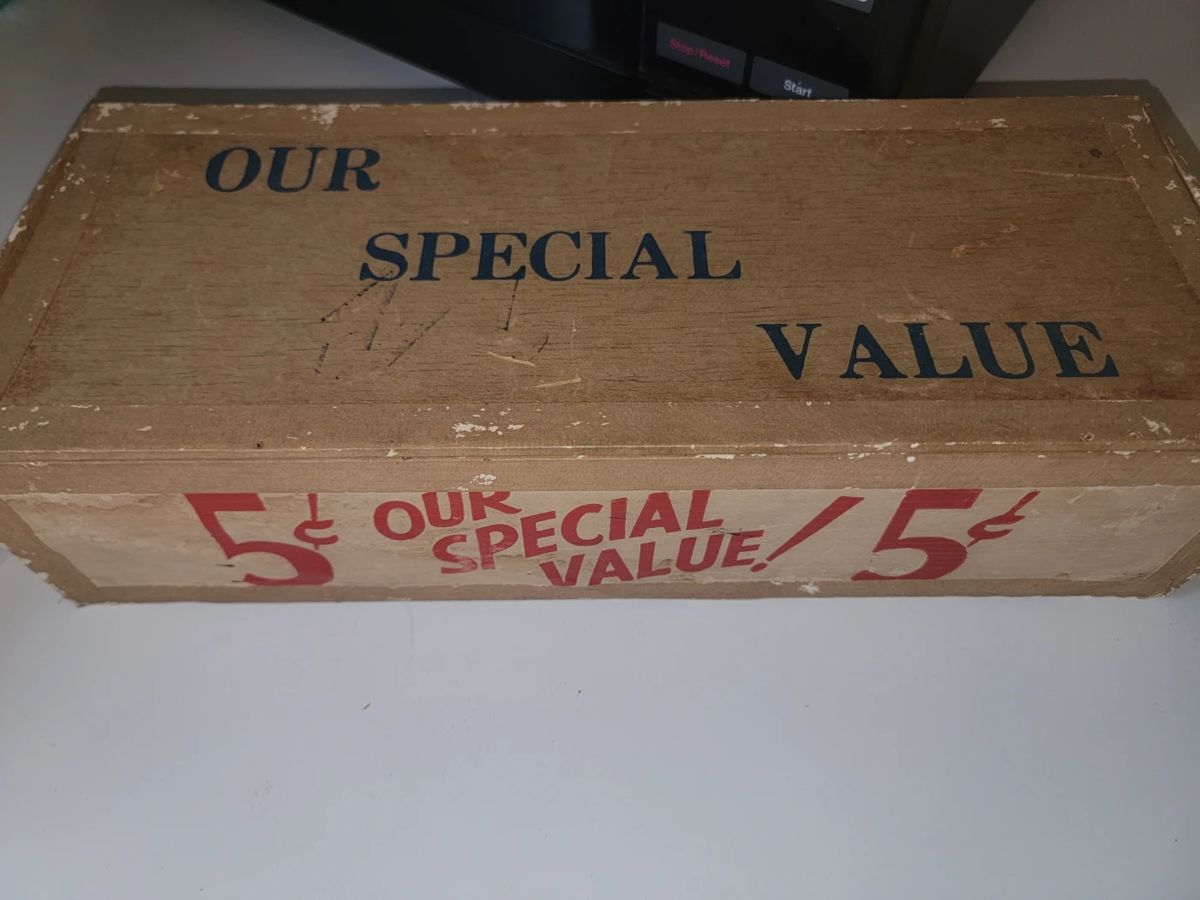 Stop/Reset
Start
OUR
SPECIAL
VALUE
5¢ OUR SPECIAL VALUE! 5¢